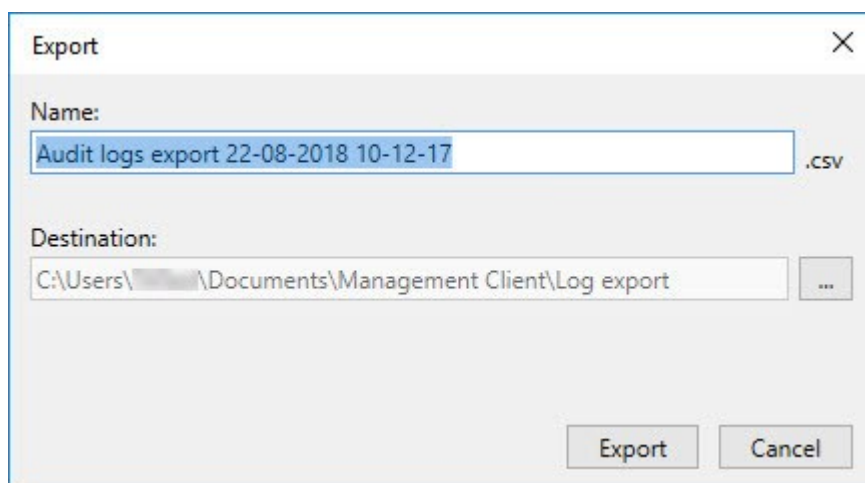 Export
Name:
Audit logs export 22-08-2018 10-12-17
.csv
Destination:
C:\Users\ \Documents\Management Client\Log export
...
Export
Cancel